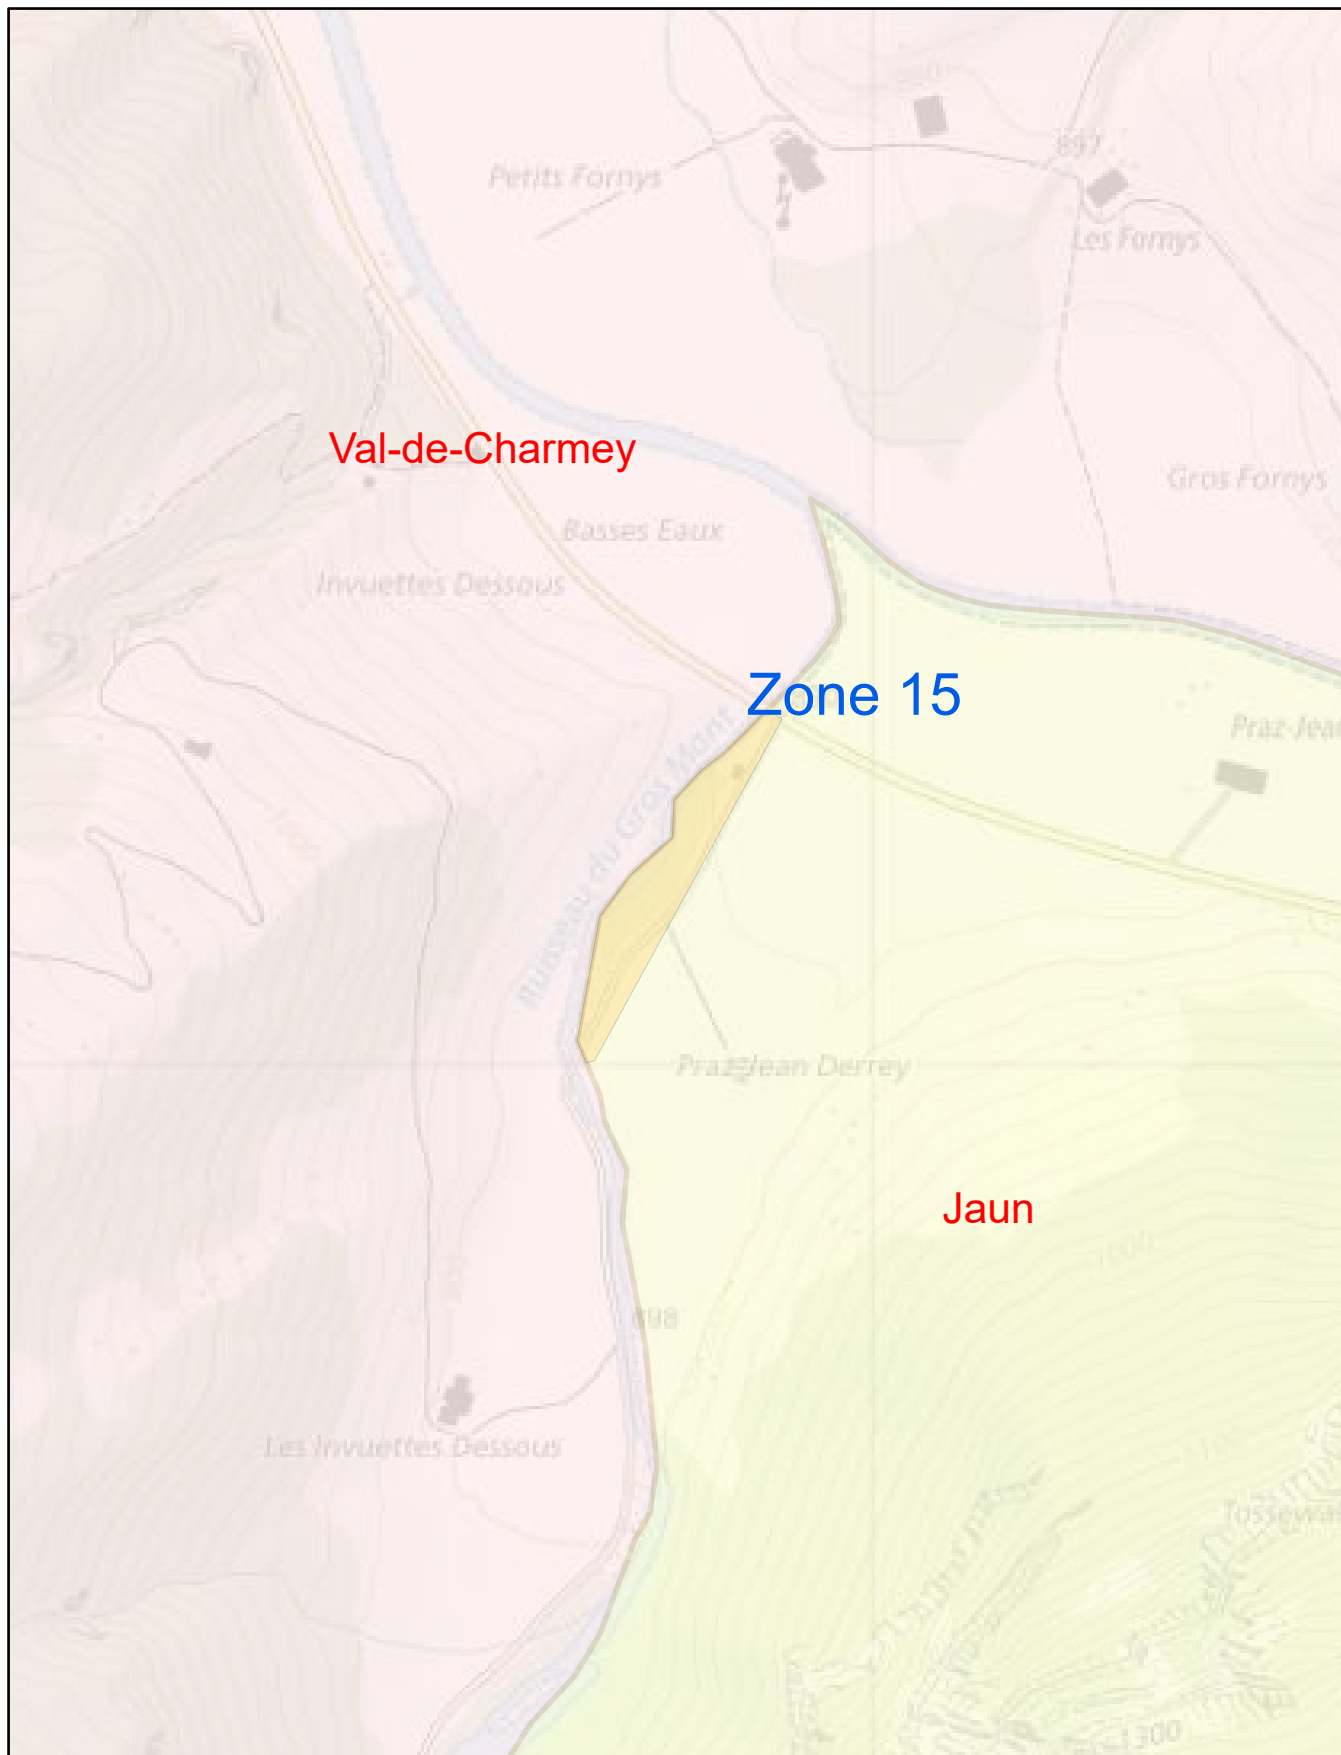 897
Petits Fornys
Les Fornys
Val-de-Charmey
Gros Fornys
Basses Eaux
Invuettes Dessous
Zone 15
Praz-Jean
Ruisseau du Gros Mont
Praz-Jean Derrey
Jaun
1000
898
Les Invuettes Dessous
1300